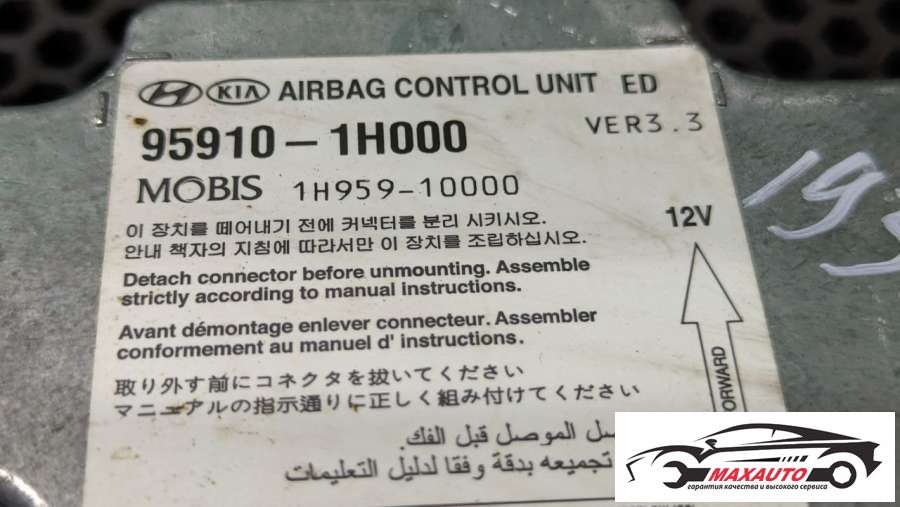 KIA AIRBAG CONTROL UNIT ED
95910-1H000
VER3.3
MOBIS 1H959-10000
이 장치를 떼어내기 전에 커넥터를 분리 시키시오.
안내 책자의 지침에 따라서만 이 장치를 조립하십시오.
12V
Detach connector before unmounting. Assemble
strictly according to manual instructions.
Avant démontage enlever connecteur. Assembler
conformement au manuel d' instructions.
取り外す前にコネクタを抜いてください
マニュアルの指示通りに正しく組み付けてください
الموصل قبل الفك.
تجميعه بدقة وفقا لدليل التعليمات
19
MAXAUTO
гарантия качества и высокого сервиса